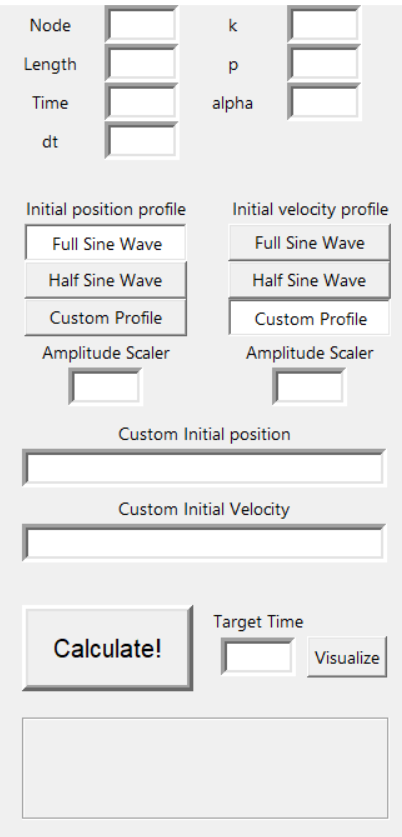 Node k
Length p
Time alpha
dt
Initial position profile Initial velocity profile
Full Sine Wave Full Sine Wave
Half Sine Wave Half Sine Wave
Custom Profile Custom Profile
Amplitude Scaler Amplitude Scaler
Custom Initial position
Custom Initial Velocity
Target Time
Calculate! Visualize